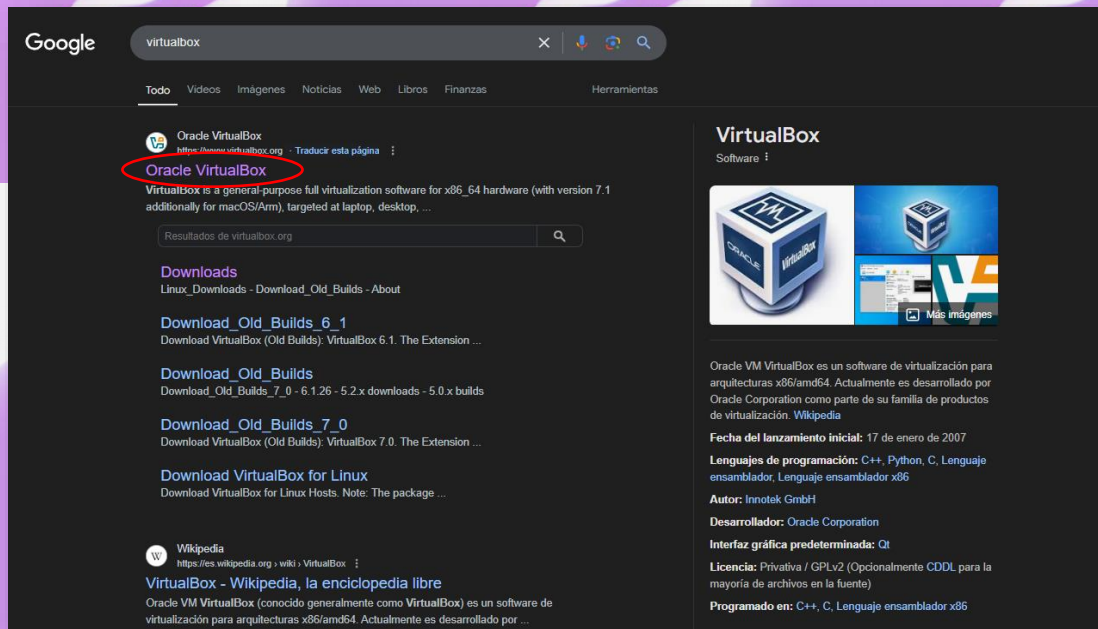 Google
virtualbox
Todo Videos Imágenes Noticias Web Libros Finanzas Herramientas
Oracle VirtualBox
https://www.virtualbox.org · Traducir esta página
Oracle VirtualBox
VirtualBox is a general-purpose full virtualization software for x86_64 hardware (with version 7.1
additionally for macOS/Arm), targeted at laptop, desktop, ...
Resultados de virtualbox.org
Downloads
Linux_Downloads - Download_Old_Builds - About
Download_Old_Builds_6_1
Download VirtualBox (Old Builds): VirtualBox 6.1. The Extension ...
Download_Old_Builds
Download_Old_Builds_7_0 - 6.1.26 - 5.2.x downloads - 5.0.x builds
Download_Old_Builds_7_0
Download VirtualBox (Old Builds): VirtualBox 7.0. The Extension ...
Download VirtualBox for Linux
Download VirtualBox for Linux Hosts. Note: The package ...
W
Wikipedia
https://es.wikipedia.org › wiki › VirtualBox
VirtualBox - Wikipedia, la enciclopedia libre
Oracle VM VirtualBox (conocido generalmente como VirtualBox) es un software de
virtualización para arquitecturas x86/amd64. Actualmente es desarrollado por ...
VirtualBox
Software
ORACLE
VirtualBox
Más imágenes
Oracle VM VirtualBox es un software de virtualización para
arquitecturas x86/amd64. Actualmente es desarrollado por
Oracle Corporation como parte de su familia de productos
de virtualización. Wikipedia
Fecha del lanzamiento inicial: 17 de enero de 2007
Lenguajes de programación: C++, Python, C, Lenguaje
ensamblador, Lenguaje ensamblador x86
Autor: Innotek GmbH
Desarrollador: Oracle Corporation
Interfaz gráfica predeterminada: Qt
Licencia: Privativa / GPLv2 (Opcionalmente CDDL para la
mayoría de archivos en la fuente)
Programado en: C++, C, Lenguaje ensamblador x86